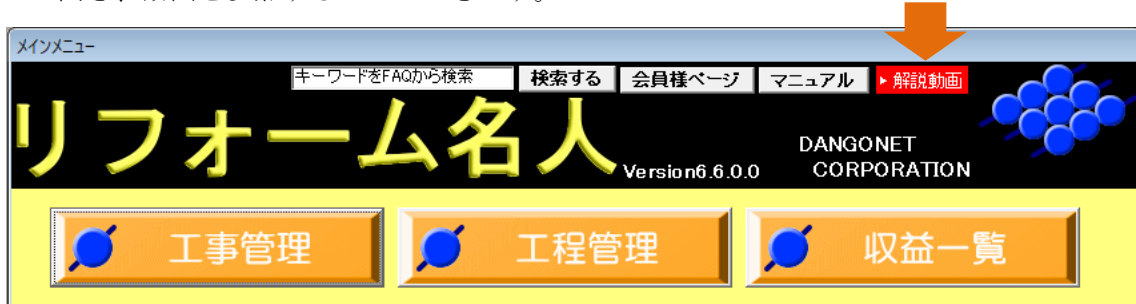 メインメニュー
キーワードをFAQから検索 検索する 会員様ページ マニュアル ▶解説動画
リフォーム名人
Version6.6.0.0
DANGONET
CORPORATION
工事管理 工程管理 収益一覧